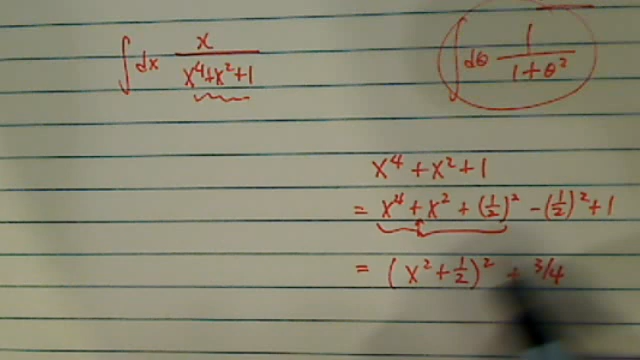 ∫ dx x/(x⁴+x²+1)
∫ dθ 1/(1+θ²)
x⁴ + x² + 1
= x⁴ + x² + (1/2)² - (1/2)² + 1
= (x² + 1/2)² + 3/4